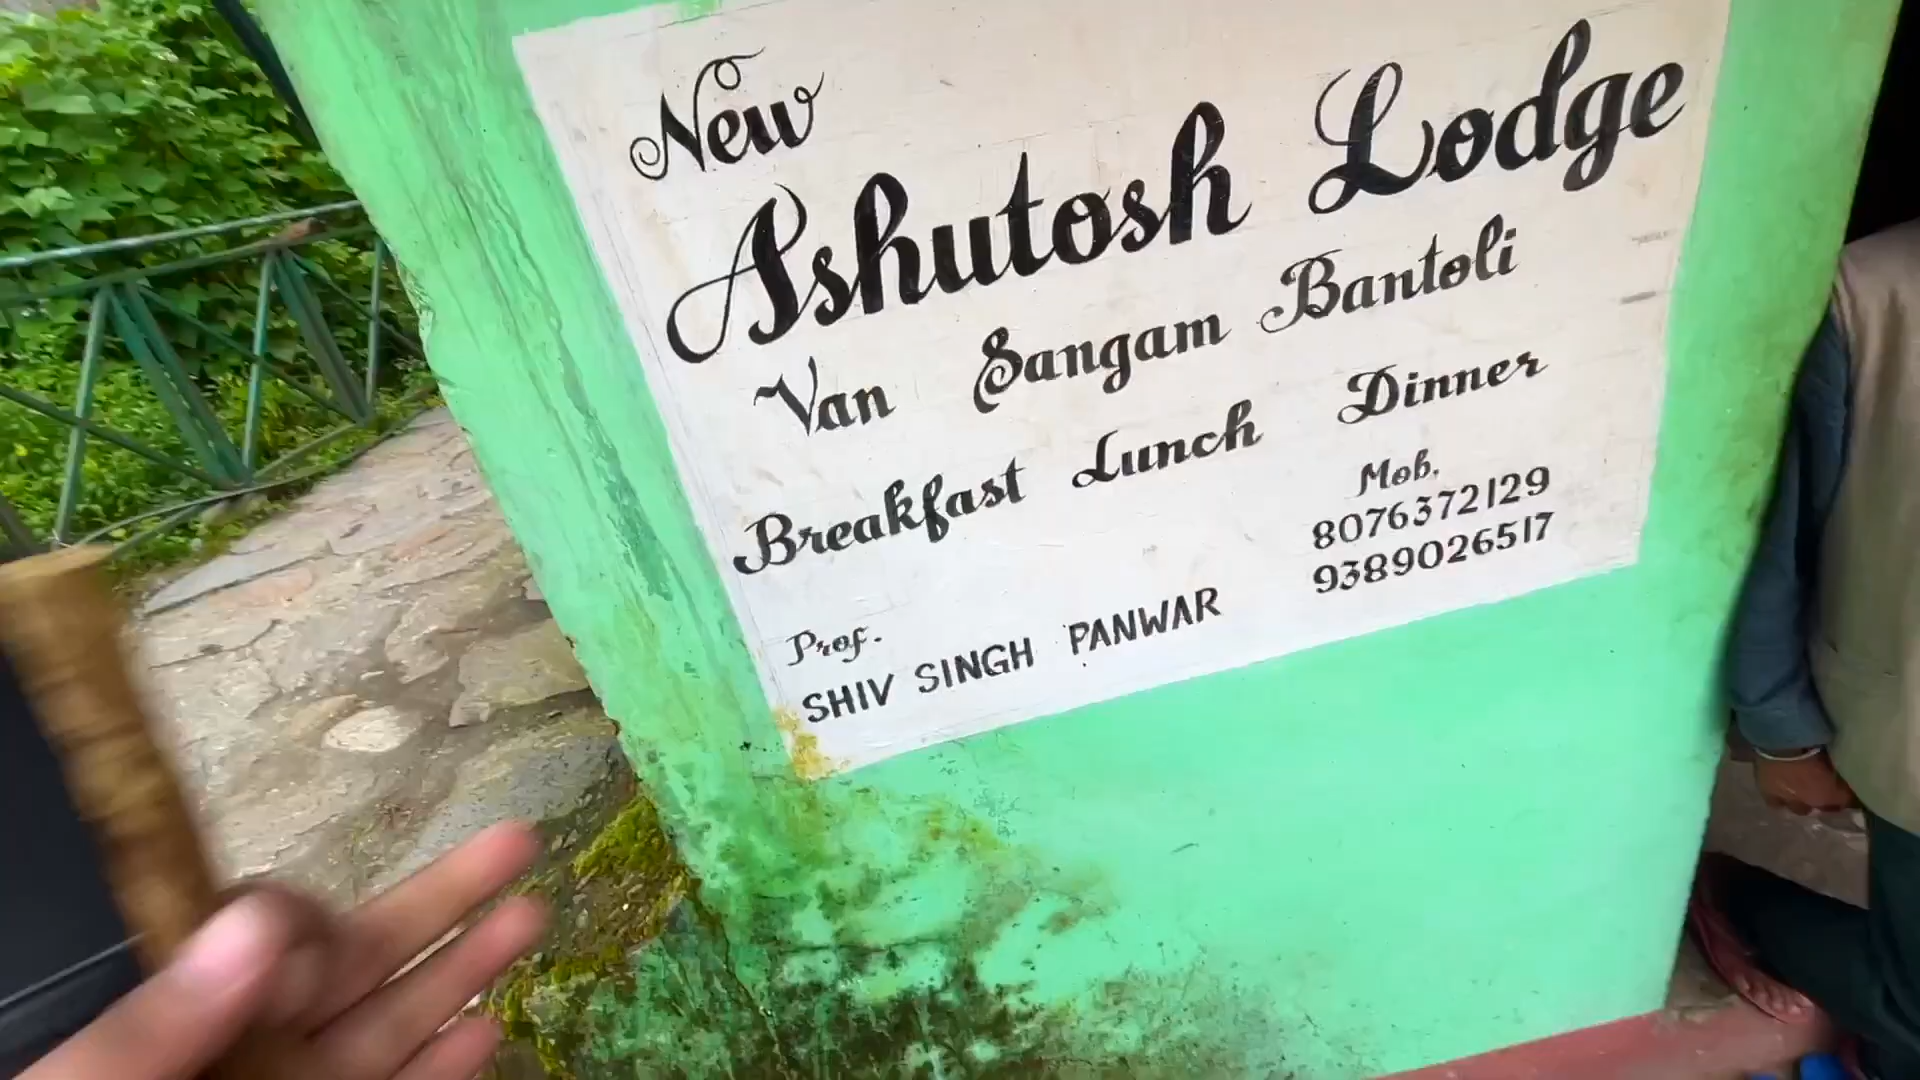 New
Ashutosh Lodge
Van Sangam Bantoli
Breakfast Lunch Dinner
Mob.
8076372129
9389026517
Prof.
SHIV SINGH PANWAR